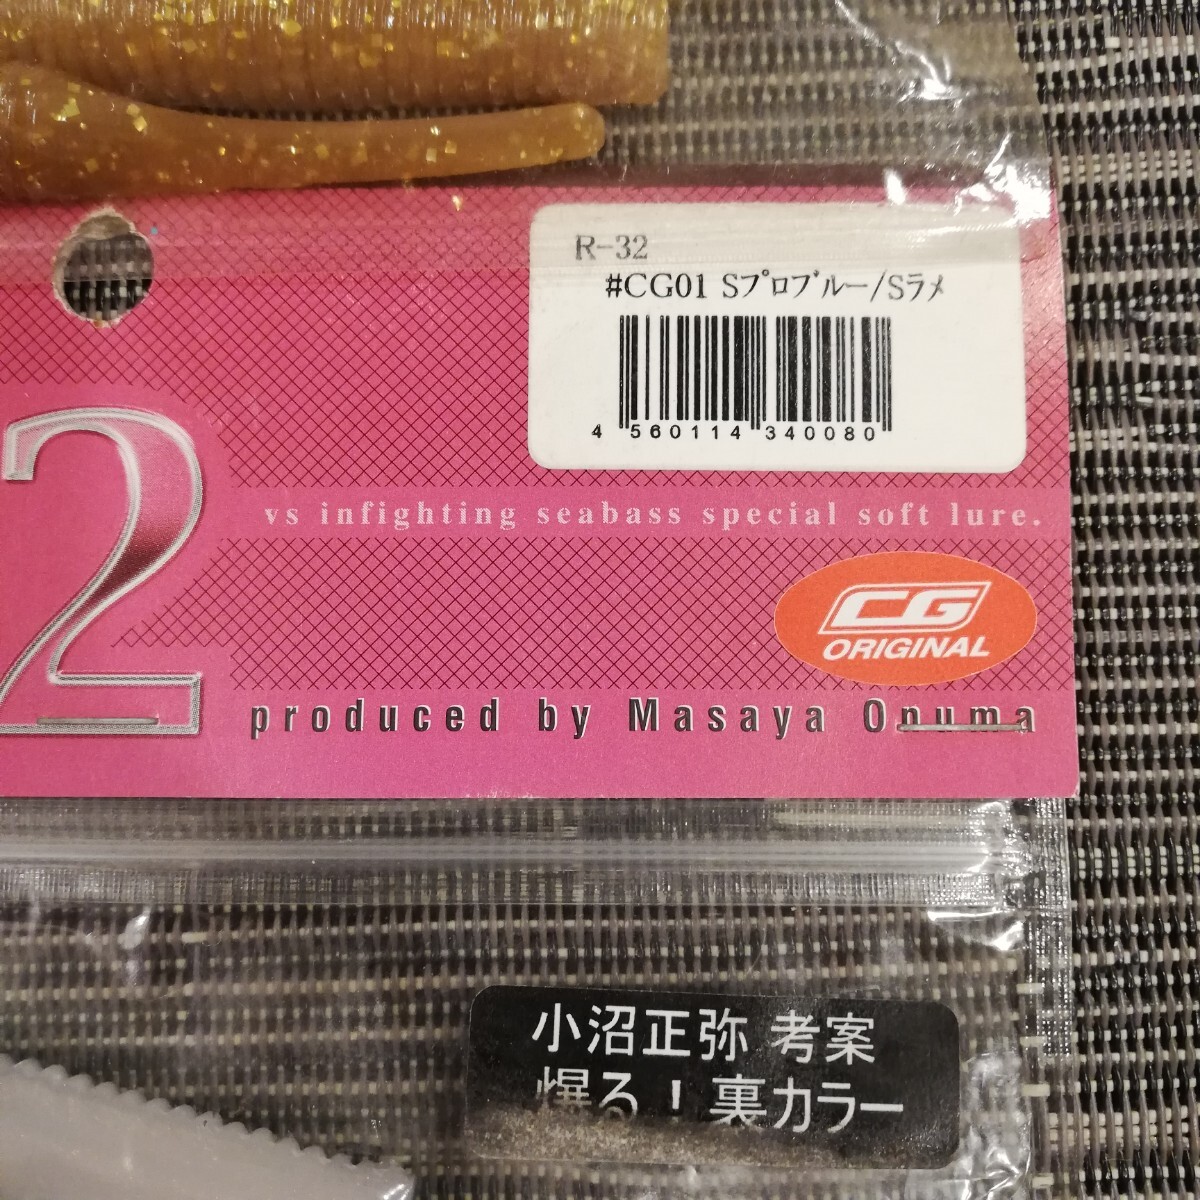 R-32
#CG01 Sプロブルー/Sラメ
4 560114 340080
2
vs infighting seabass special soft lure.
CG
ORIGINAL
produced by Masaya Onuma
小沼正弥 考案
爆る！裏カラー